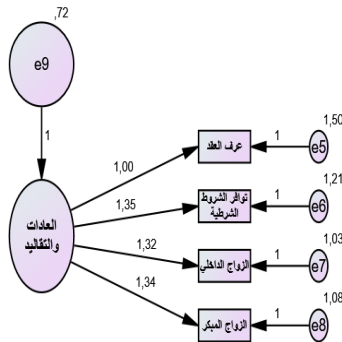 ,72
e9
1
1,50
1,00
عرف العقد
1
e5
1,21
1,35
توافر الشروط
الشرطية
1
e6
العادات
والتقاليد
1,03
1,32
الزواج الداخلي
1
e7
1,08
1,34
الزواج المبكر
1
e8